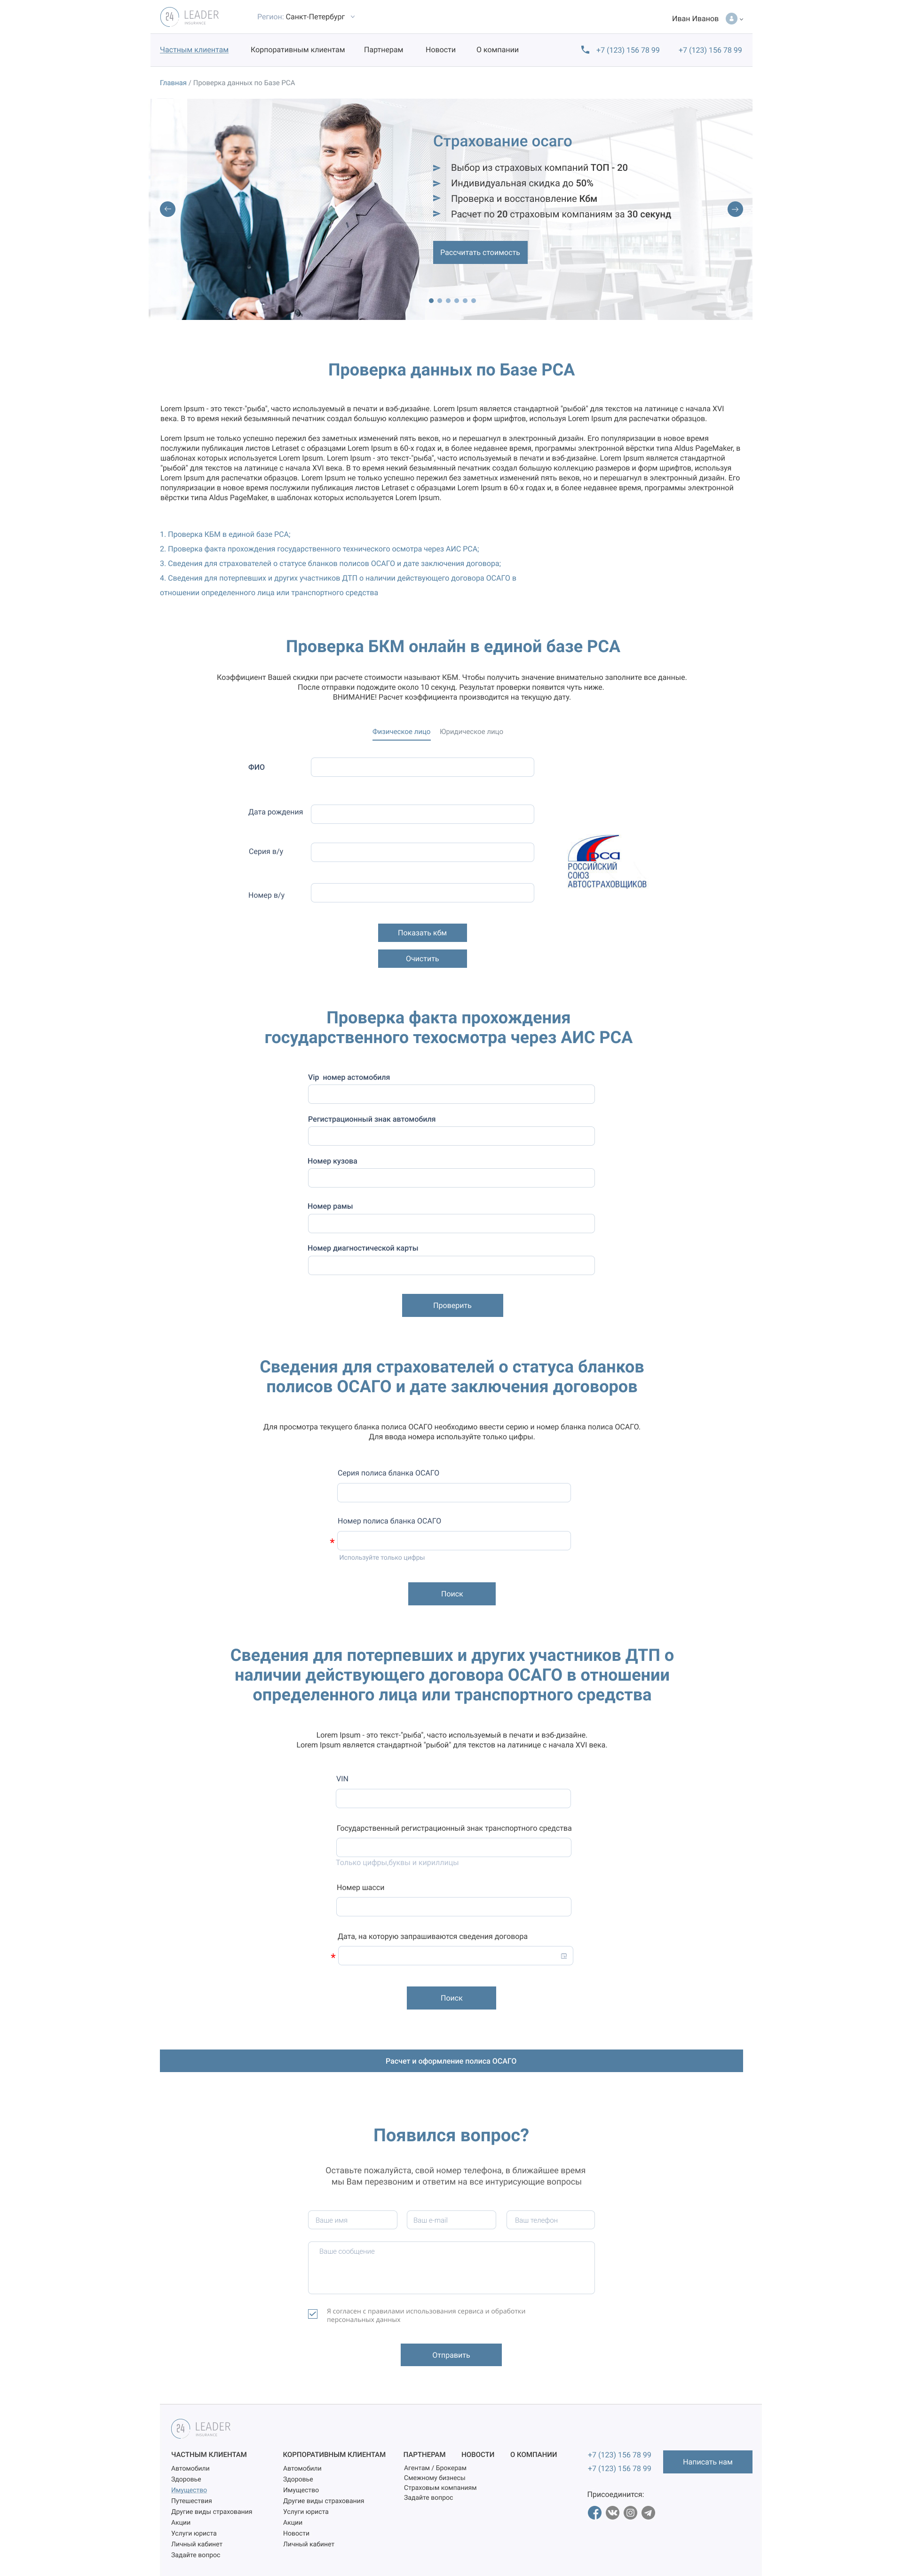 24 LEADER
INSURANCE
Регион: Санкт-Петербург
Иван Иванов
Частным клиентам Корпоративным клиентам Партнерам Новости О компании +7 (123) 156 78 99 +7 (123) 156 78 99
Главная / Проверка данных по Базе РСА
Страхование осаго
Выбор из страховых компаний ТОП - 20
Индивидуальная скидка до 50%
Проверка и восстановление Кбм
Расчет по 20 страховым компаниям за 30 секунд
Рассчитать стоимость
Проверка данных по Базе РСА
Lorem Ipsum - это текст-"рыба", часто используемый в печати и вэб-дизайне. Lorem Ipsum является стандартной "рыбой" для текстов на латинице с начала XVI
века. В то время некий безымянный печатник создал большую коллекцию размеров и форм шрифтов, используя Lorem Ipsum для распечатки образцов.
Lorem Ipsum не только успешно пережил без заметных изменений пять веков, но и перешагнул в электронный дизайн. Его популяризации в новое время
послужили публикация листов Letraset с образцами Lorem Ipsum в 60-х годах и, в более недавнее время, программы электронной вёрстки типа Aldus PageMaker, в
шаблонах которых используется Lorem Ipsum. Lorem Ipsum - это текст-"рыба", часто используемый в печати и вэб-дизайне. Lorem Ipsum является стандартной
"рыбой" для текстов на латинице с начала XVI века. В то время некий безымянный печатник создал большую коллекцию размеров и форм шрифтов, используя
Lorem Ipsum для распечатки образцов. Lorem Ipsum не только успешно пережил без заметных изменений пять веков, но и перешагнул в электронный дизайн. Его
популяризации в новое время послужили публикация листов Letraset с образцами Lorem Ipsum в 60-х годах и, в более недавнее время, программы электронной
вёрстки типа Aldus PageMaker, в шаблонах которых используется Lorem Ipsum.
1. Проверка КБМ в единой базе РСА;
2. Проверка факта прохождения государственного технического осмотра через АИС РСА;
3. Сведения для страхователей о статусе бланков полисов ОСАГО и дате заключения договора;
4. Сведения для потерпевших и других участников ДТП о наличии действующего договора ОСАГО в
отношении определенного лица или транспортного средства
Проверка БКМ онлайн в единой базе РСА
Коэффициент Вашей скидки при расчете стоимости называют КБМ. Чтобы получить значение внимательно заполните все данные.
После отправки подождите около 10 секунд. Результат проверки появится чуть ниже.
ВНИМАНИЕ! Расчет коэффициента производится на текущую дату.
Физическое лицо Юридическое лицо
ФИО
Дата рождения
Серия в/у
Номер в/у
рса
РОССИЙСКИЙ
СОЮЗ
АВТОСТРАХОВЩИКОВ
Показать кбм
Очистить
Проверка факта прохождения
государственного техосмотра через АИС РСА
Vip номер астомобиля
Регистрационный знак автомобиля
Номер кузова
Номер рамы
Номер диагностической карты
Проверить
Сведения для страхователей о статуса бланков
полисов ОСАГО и дате заключения договоров
Для просмотра текущего бланка полиса ОСАГО необходимо ввести серию и номер бланка полиса ОСАГО.
Для ввода номера используйте только цифры.
Серия полиса бланка ОСАГО
Номер полиса бланка ОСАГО
*
Используйте только цифры
Поиск
Сведения для потерпевших и других участников ДТП о
наличии действующего договора ОСАГО в отношении
определенного лица или транспортного средства
Lorem Ipsum - это текст-"рыба", часто используемый в печати и вэб-дизайне.
Lorem Ipsum является стандартной "рыбой" для текстов на латинице с начала XVI века.
VIN
Государственный регистрационный знак транспортного средства
Только цифры,буквы и кириллицы
Номер шасси
Дата, на которую запрашиваются сведения договора
*
Поиск
Расчет и оформление полиса ОСАГО
Появился вопрос?
Оставьте пожалуйста, свой номер телефона, в ближайшее время
мы Вам перезвоним и ответим на все интурисующие вопросы
Ваше имя Ваш e-mail Ваш телефон
Ваше сообщение
Я согласен с правилами использования сервиса и обработки
персональных данных
Отправить
24 LEADER
INSURANCE
ЧАСТНЫМ КЛИЕНТАМ
Автомобили
Здоровье
Имущество
Путешествия
Другие виды страхования
Акции
Услуги юриста
Личный кабинет
Задайте вопрос
КОРПОРАТИВНЫМ КЛИЕНТАМ
Автомобили
Здоровье
Имущество
Другие виды страхования
Услуги юриста
Акции
Новости
Личный кабинет
ПАРТНЕРАМ НОВОСТИ О КОМПАНИИ
Агентам / Брокерам
Смежному бизнесы
Страховым компаниям
Задайте вопрос
+7 (123) 156 78 99
+7 (123) 156 78 99
Написать нам
Присоединится: